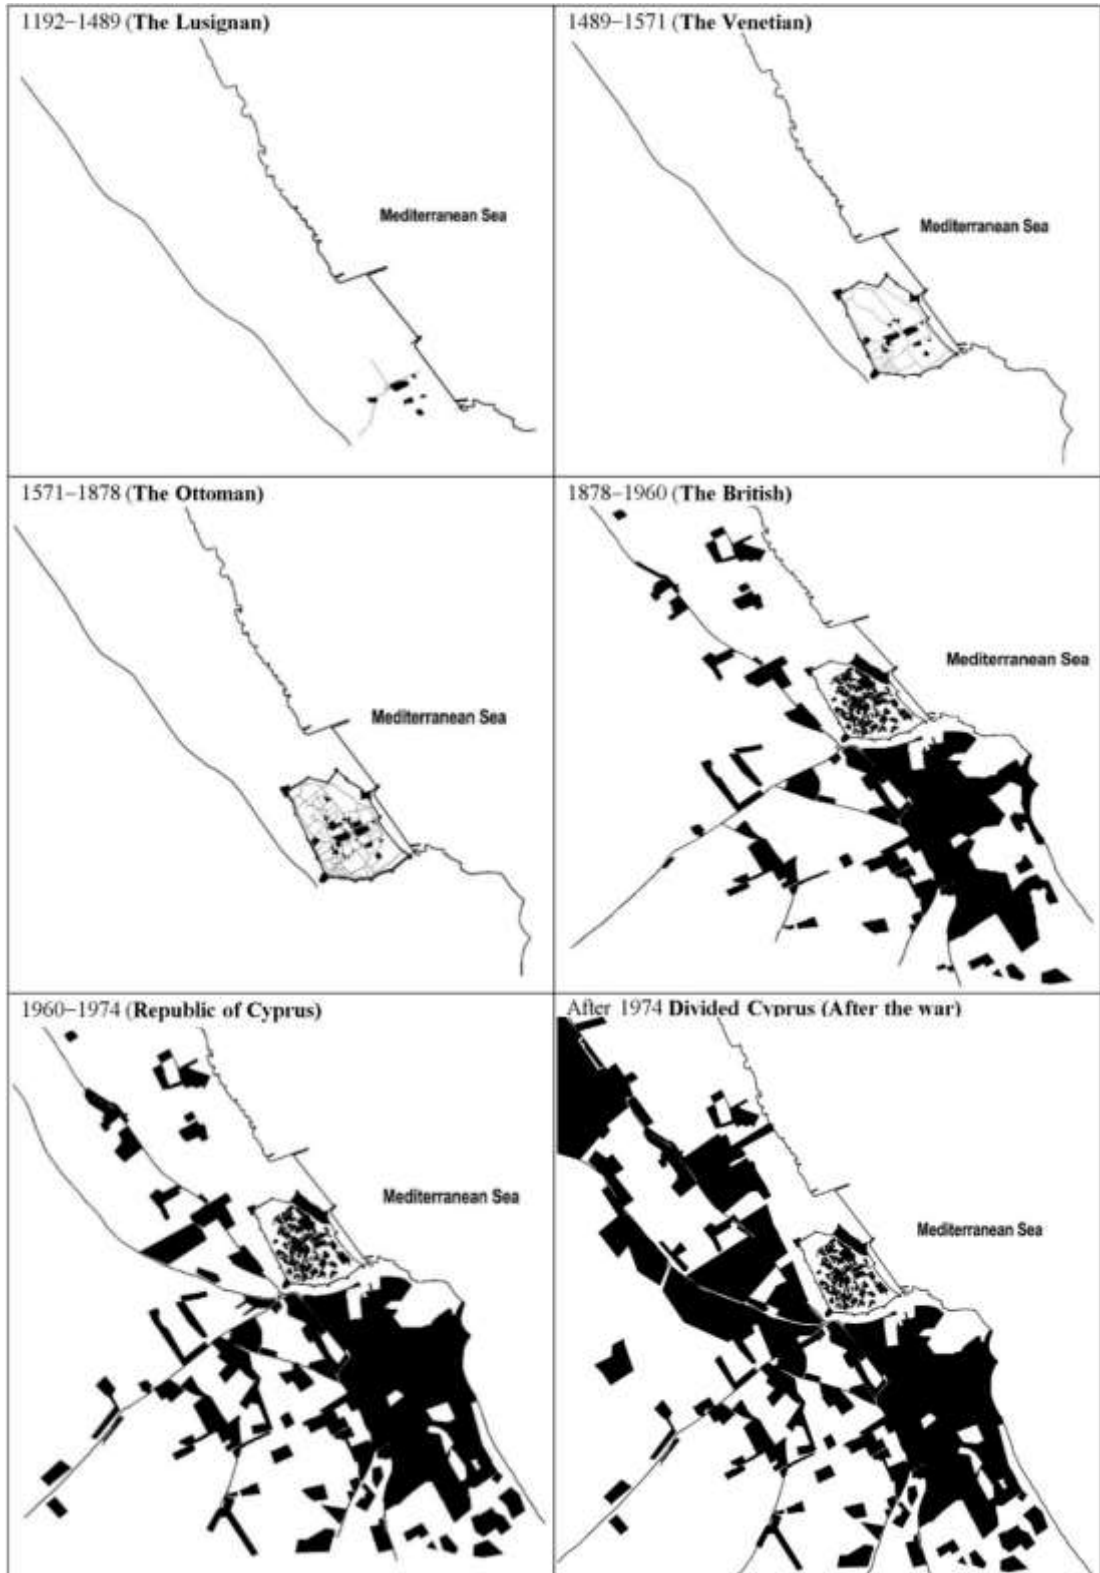 1192–1489 (The Lusignan)
Mediterranean Sea
1489–1571 (The Venetian)
Mediterranean Sea
1571–1878 (The Ottoman)
Mediterranean Sea
1878–1960 (The British)
Mediterranean Sea
1960–1974 (Republic of Cyprus)
Mediterranean Sea
After 1974 Divided Cyprus (After the war)
Mediterranean Sea